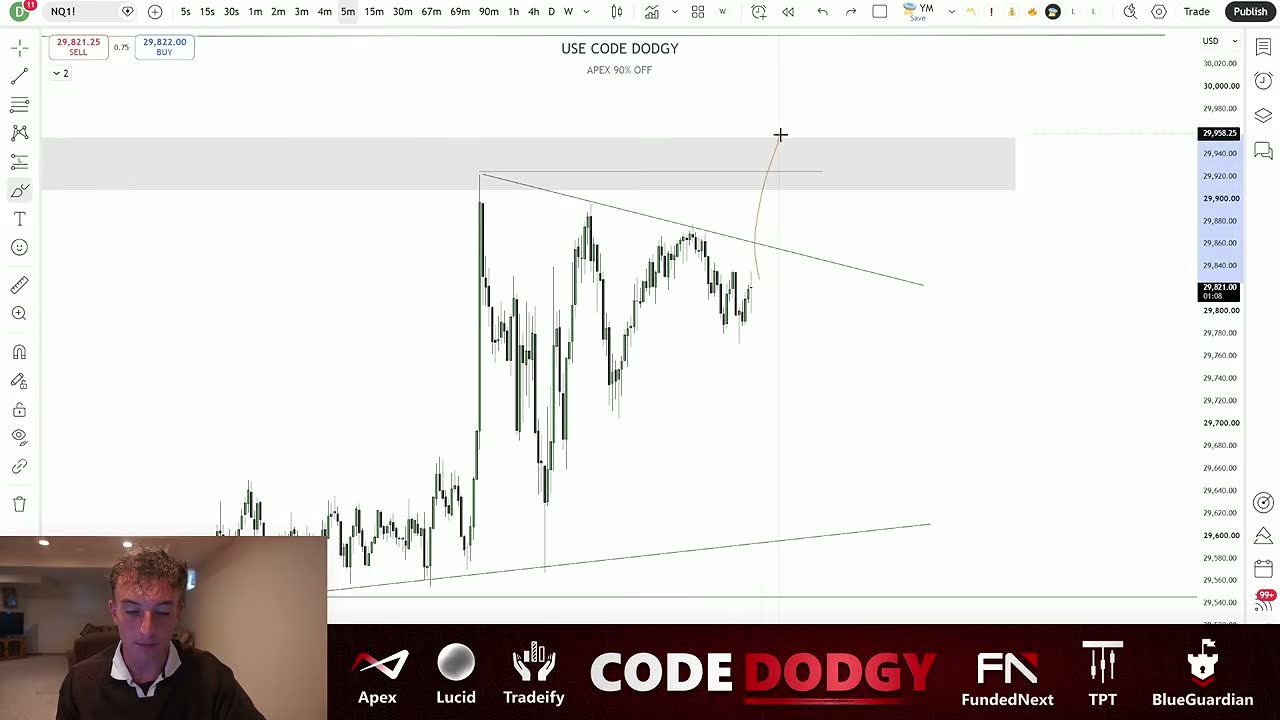 D
11
NQ1!
15s 30s 1m 2m 3m 4m 5m 15m 30m 67m 69m 90m 1h 4h D W
W
YM
Save
L L
Trade
Publish
29,821.25
SELL
0.75
29,822.00
BUY
2
USE CODE DODGY
APEX 90% OFF
USD
30,020.00
30,000.00
29,980.00
29,958.25
29,940.00
29,920.00
29,900.00
29,880.00
29,860.00
29,840.00
29,821.00
01:08
29,800.00
29,780.00
29,760.00
29,740.00
29,720.00
29,700.00
29,680.00
29,660.00
29,640.00
29,620.00
29,600.00
29,580.00
29,560.00
29,540.00
99+
Apex
Lucid
Tradeify
CODE DODGY
FN
FundedNext
TPT
BlueGuardian